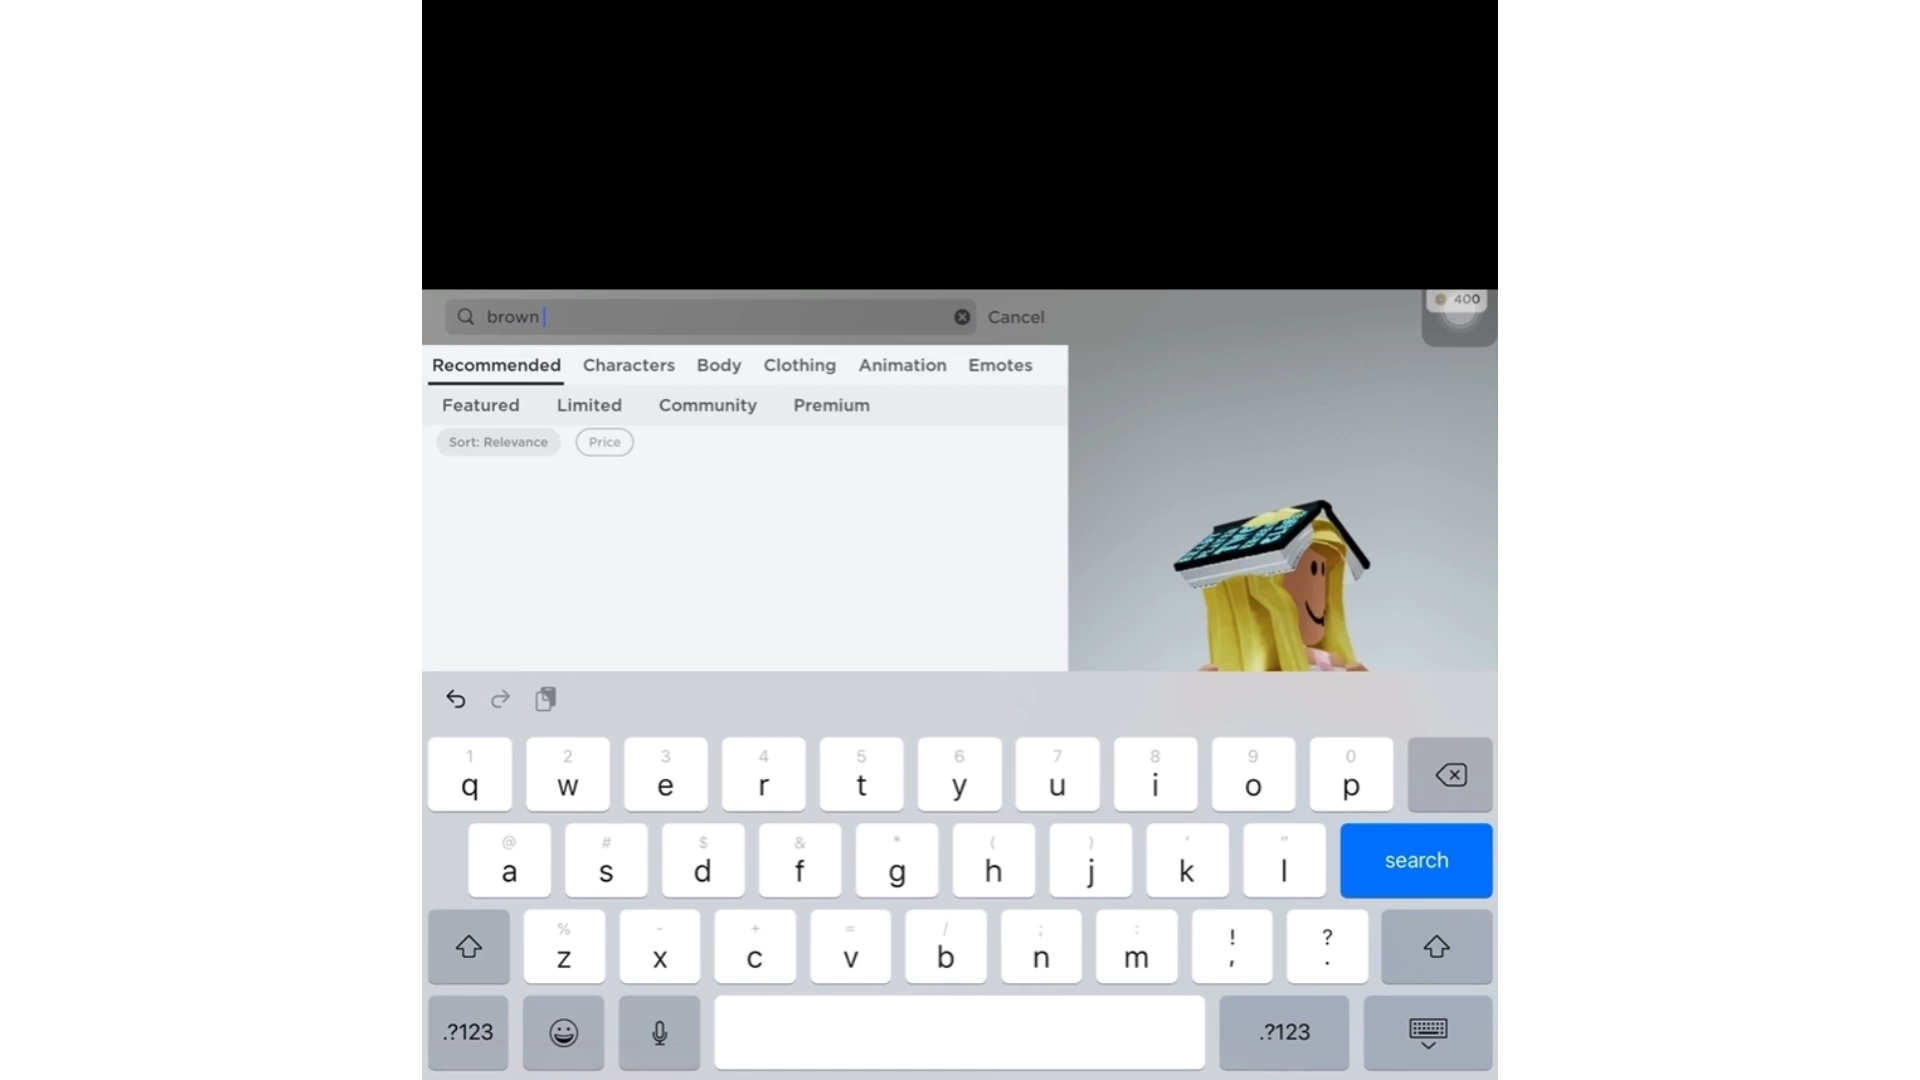 brown
Cancel
400
Recommended Characters Body Clothing Animation Emotes
Featured Limited Community Premium
Sort: Relevance Price
1 2 3 4 5 6 7 8 9 0
q w e r t y u i o p
@ # $ & * ( ) ' "
a s d f g h j k l search
% - + = / ; : ! ?
z x c v b n m , .
.?123 .?123